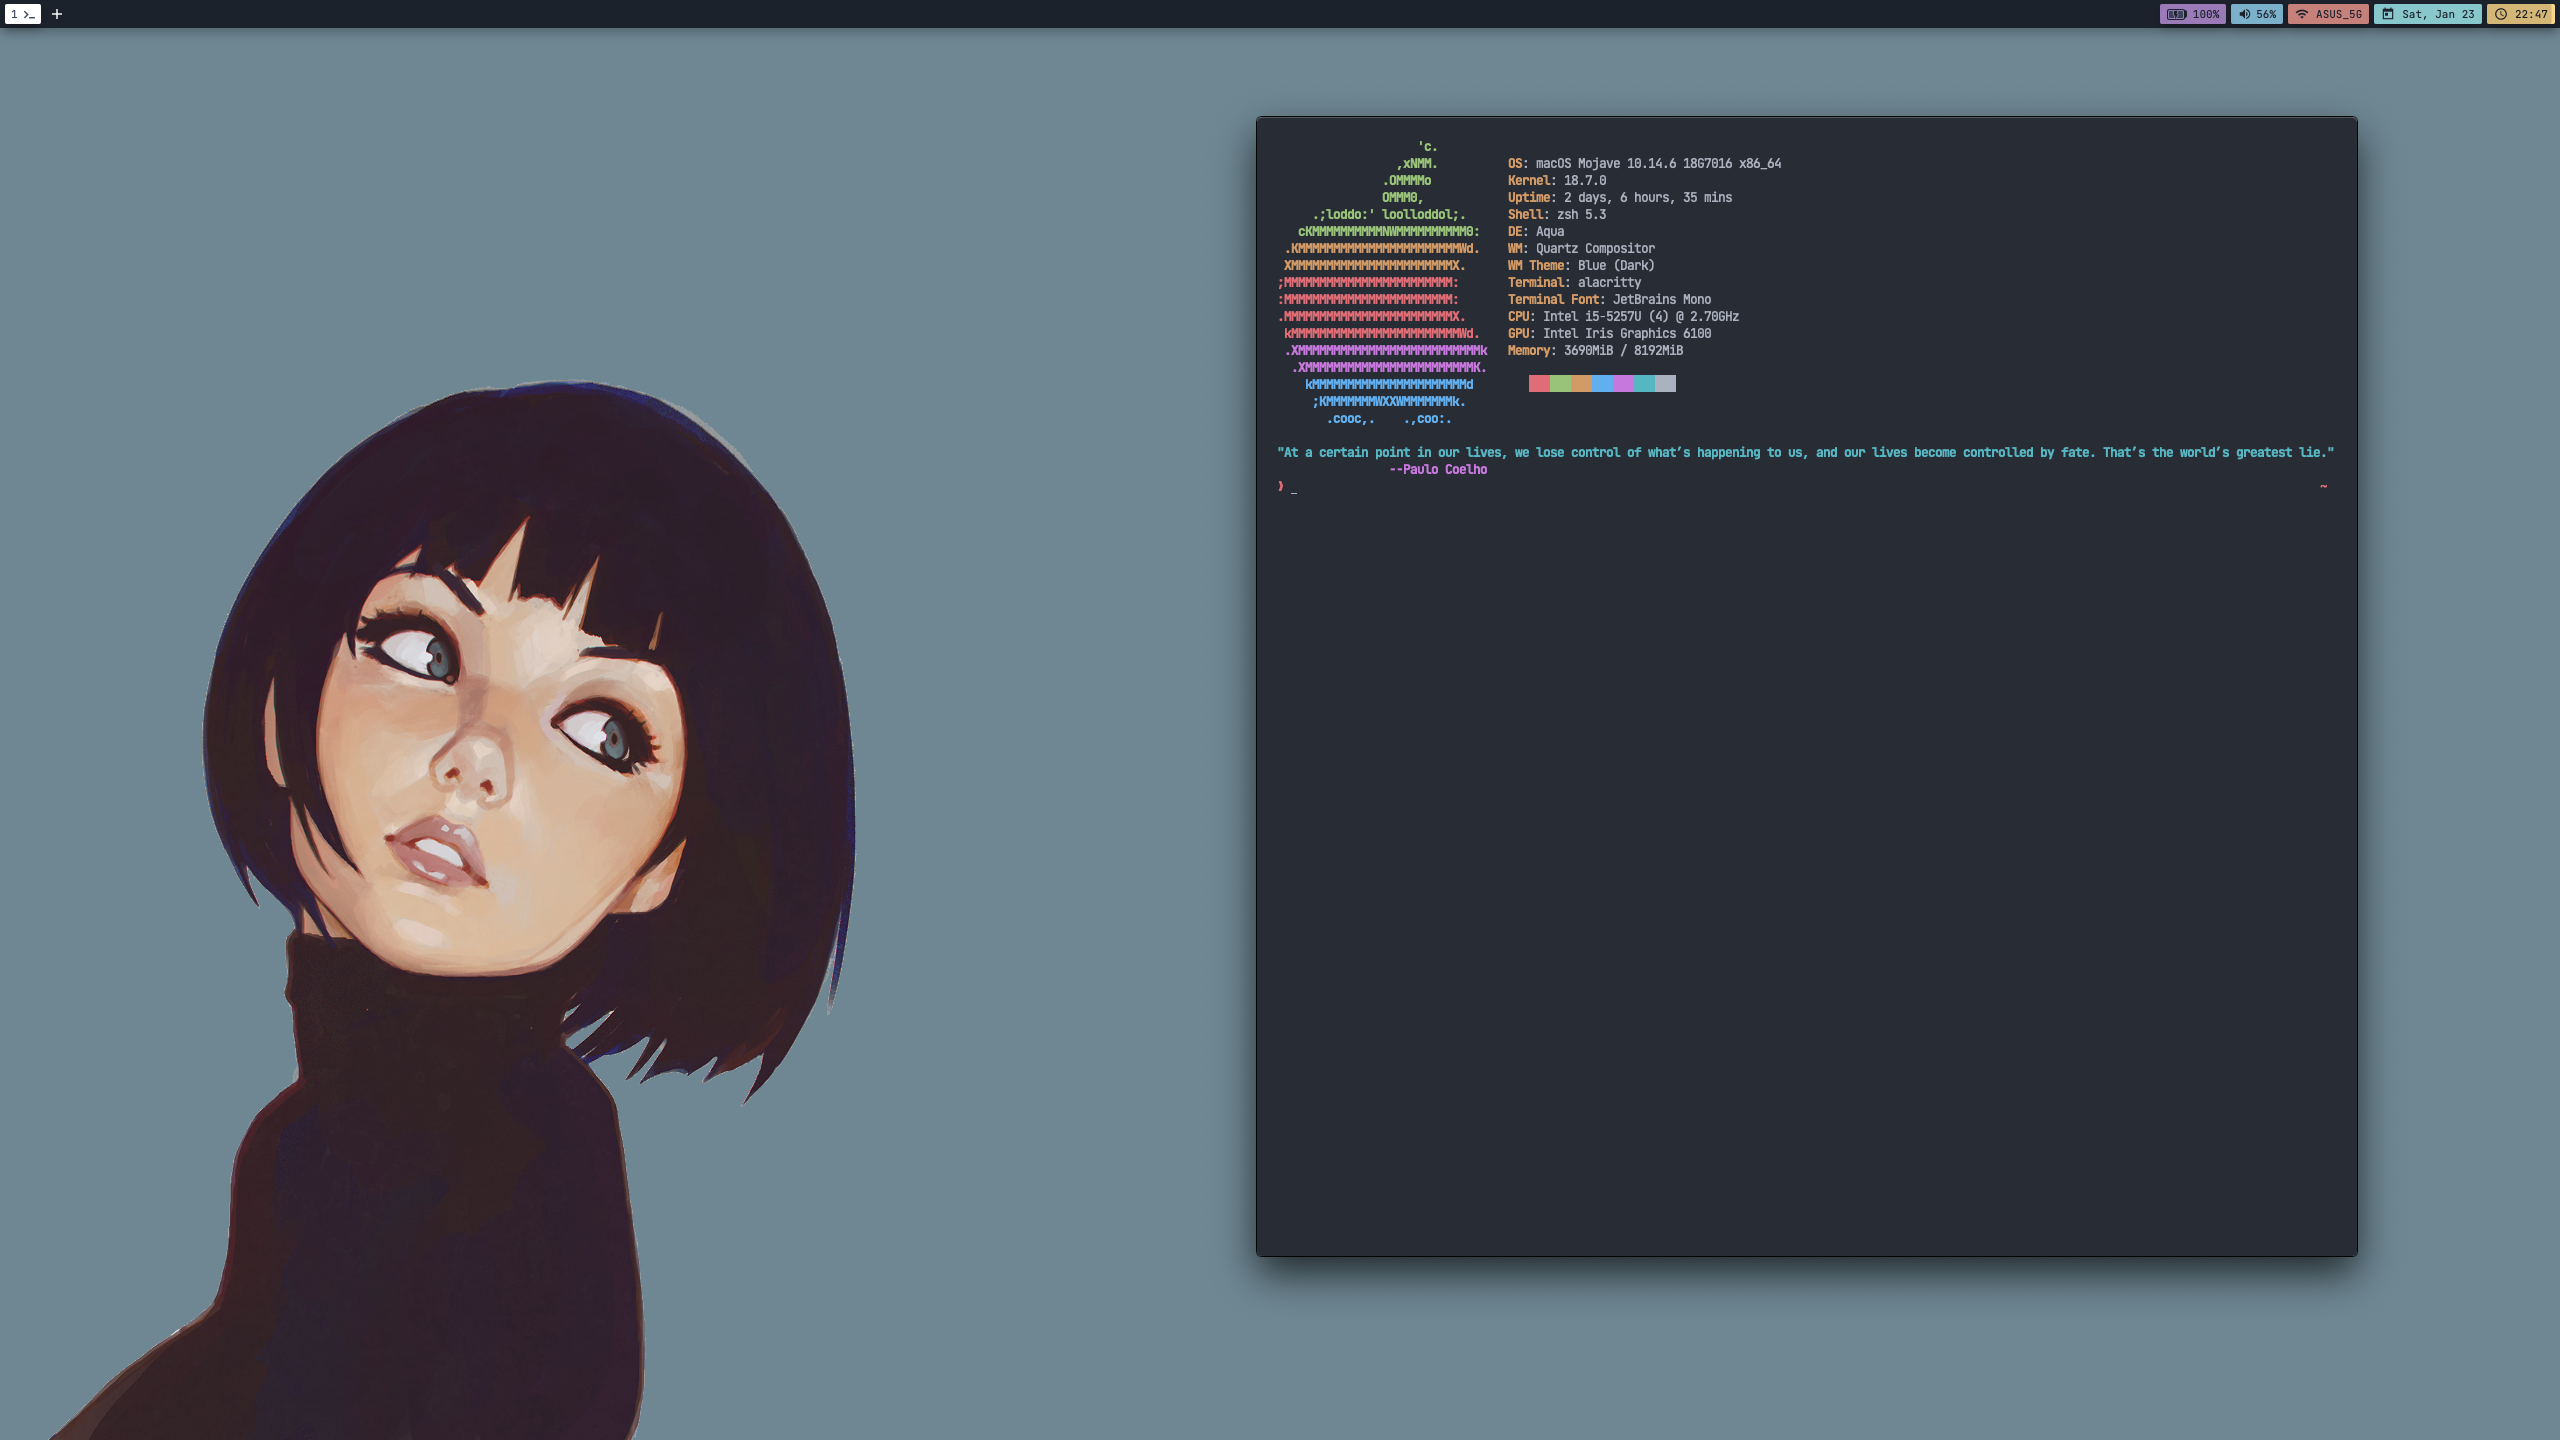 1 >_ +
100% 56% ASUS_5G Sat, Jan 23 22:47
'c.
,xNMM.
.OMMMMo
OMMM0,
.;loddo:' loolloddol;.
cKMMMMMMMMMMNWMMMMMMMMMM0:
.KMMMMMMMMMMMMMMMMMMMMMMMWd.
XMMMMMMMMMMMMMMMMMMMMMMMX.
;MMMMMMMMMMMMMMMMMMMMMMMM:
:MMMMMMMMMMMMMMMMMMMMMMMM:
.MMMMMMMMMMMMMMMMMMMMMMMMX.
kMMMMMMMMMMMMMMMMMMMMMMMMWd.
.XMMMMMMMMMMMMMMMMMMMMMMMMMMk
.XMMMMMMMMMMMMMMMMMMMMMMMMK.
kMMMMMMMMMMMMMMMMMMMMMMd
;KMMMMMMMWXXWMMMMMMMk.
.cooc,. .,coo:.
OS: macOS Mojave 10.14.6 18G7016 x86_64
Kernel: 18.7.0
Uptime: 2 days, 6 hours, 35 mins
Shell: zsh 5.3
DE: Aqua
WM: Quartz Compositor
WM Theme: Blue (Dark)
Terminal: alacritty
Terminal Font: JetBrains Mono
CPU: Intel i5-5257U (4) @ 2.70GHz
GPU: Intel Iris Graphics 6100
Memory: 3690MiB / 8192MiB
"At a certain point in our lives, we lose control of what’s happening to us, and our lives become controlled by fate. That’s the world’s greatest lie."
--Paulo Coelho
❯ _ ~